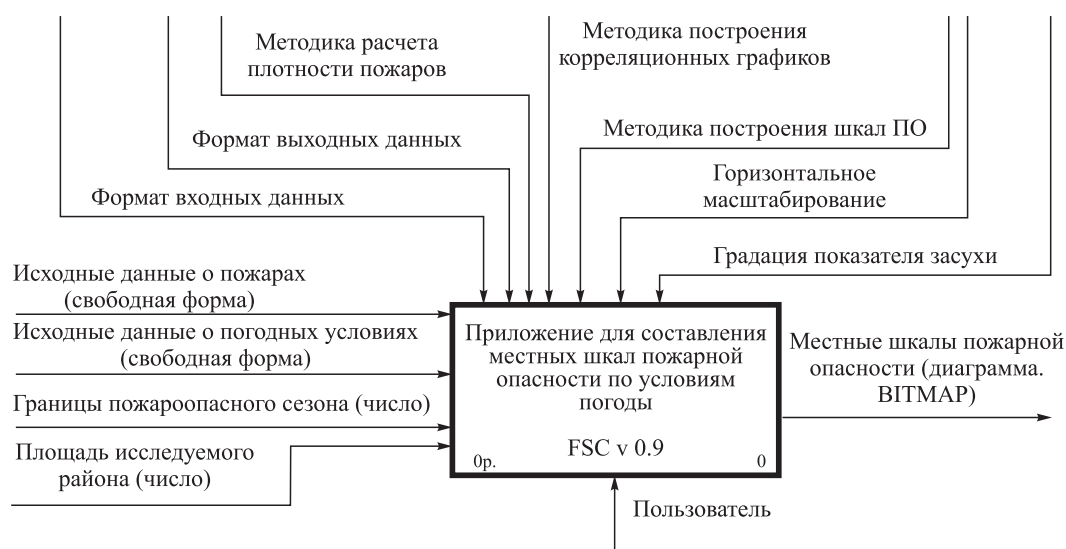 Методика расчета
плотности пожаров
Методика построения
корреляционных графиков
Формат выходных данных
Методика построения шкал ПО
Формат входных данных
Горизонтальное
масштабирование
Градация показателя засухи
Исходные данные о пожарах
(свободная форма)
Исходные данные о погодных условиях
(свободная форма)
Границы пожароопасного сезона (число)
Площадь исследуемого
района (число)
Приложение для составления
местных шкал пожарной
опасности по условиям
погоды
FSC v 0.9
0р.
0
Местные шкалы пожарной
опасности (диаграмма.
BITMAP)
Пользователь